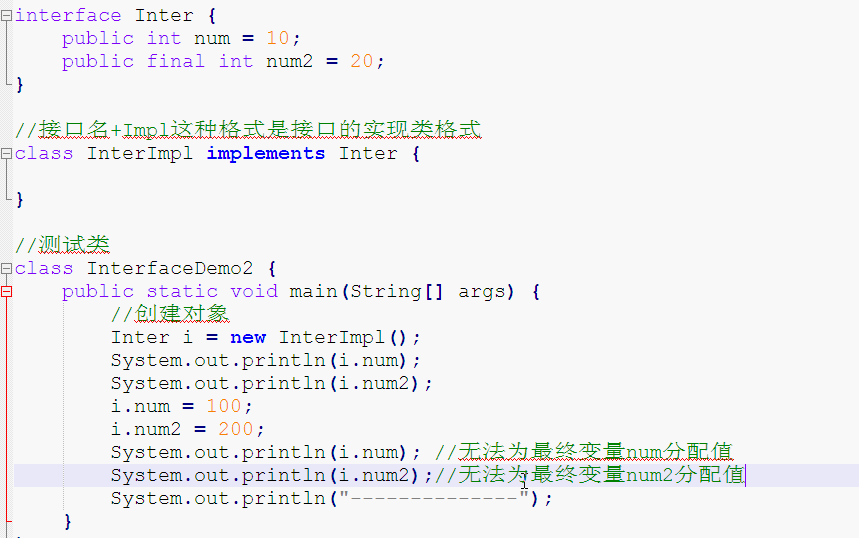 interface Inter {
public int num = 10;
public final int num2 = 20;
}
//接口名+Impl这种格式是接口的实现类格式
class InterImpl implements Inter {
}
//测试类
class InterfaceDemo2 {
public static void main(String[] args) {
//创建对象
Inter i = new InterImpl();
System.out.println(i.num);
System.out.println(i.num2);
i.num = 100;
i.num2 = 200;
System.out.println(i.num); //无法为最终变量num分配值
System.out.println(i.num2);//无法为最终变量num2分配值
System.out.println("--------------");
}